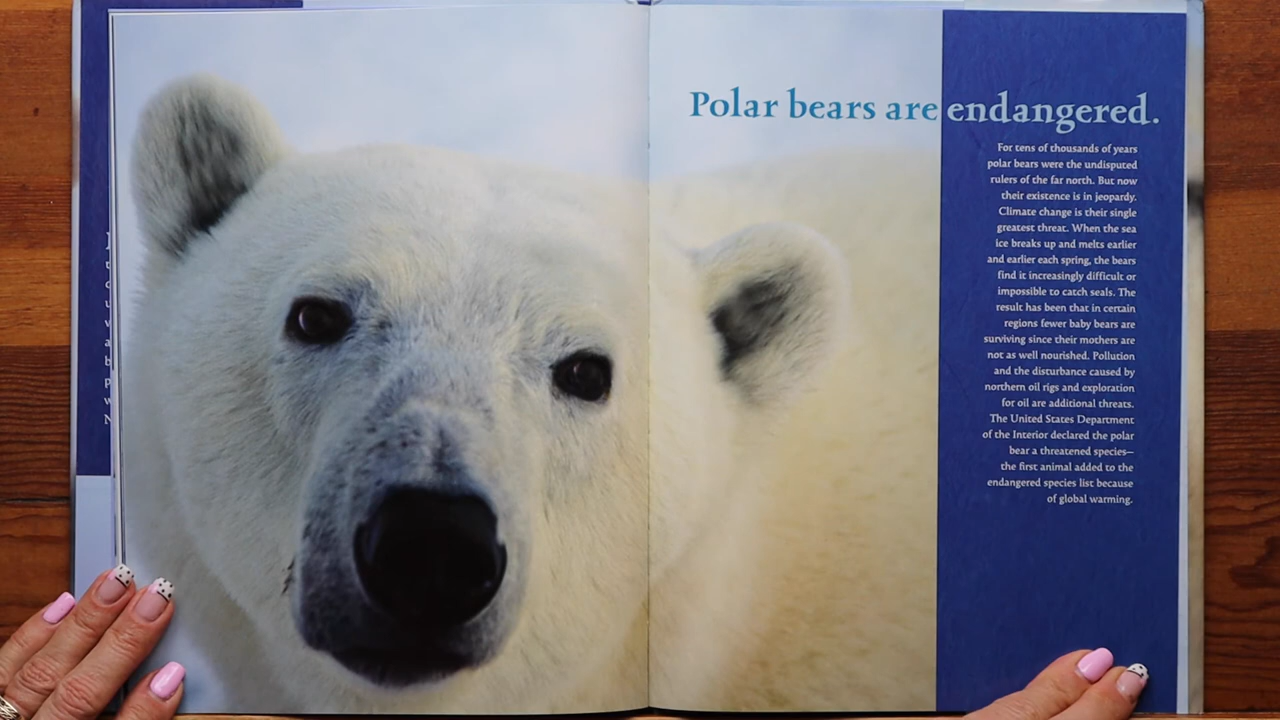 Polar bears are endangered.
For tens of thousands of years
polar bears were the undisputed
rulers of the far north. But now
their existence is in jeopardy.
Climate change is their single
greatest threat. When the sea
ice breaks up and melts earlier
and earlier each spring, the bears
find it increasingly difficult or
impossible to catch seals. The
result has been that in certain
regions fewer baby bears are
surviving since their mothers are
not as well nourished. Pollution
and the disturbance caused by
northern oil rigs and exploration
for oil are additional threats.
The United States Department
of the Interior declared the polar
bear a threatened species—
the first animal added to the
endangered species list because
of global warming.